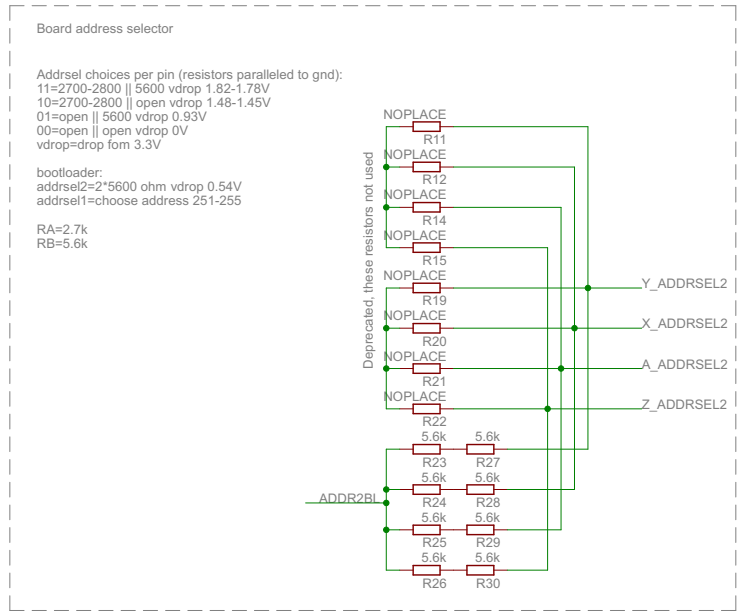 Board address selector
Addrsel choices per pin (resistors paralleled to gnd):
11=2700-2800 || 5600 vdrop 1.82-1.78V
10=2700-2800 || open vdrop 1.48-1.45V
01=open || 5600 vdrop 0.93V
00=open || open vdrop 0V
vdrop=drop fom 3.3V
bootloader:
addrsel2=2*5600 ohm vdrop 0.54V
addrsel1=choose address 251-255
RA=2.7k
RB=5.6k
Deprecated, these resistors not used
NOPLACE
R11
NOPLACE
R12
NOPLACE
R14
NOPLACE
R15
NOPLACE
R19
Y_ADDRSEL2
NOPLACE
R20
X_ADDRSEL2
NOPLACE
R21
A_ADDRSEL2
NOPLACE
R22
Z_ADDRSEL2
5.6k 5.6k
R23 R27
5.6k 5.6k
R24 R28
ADDR2BL
5.6k 5.6k
R25 R29
5.6k 5.6k
R26 R30